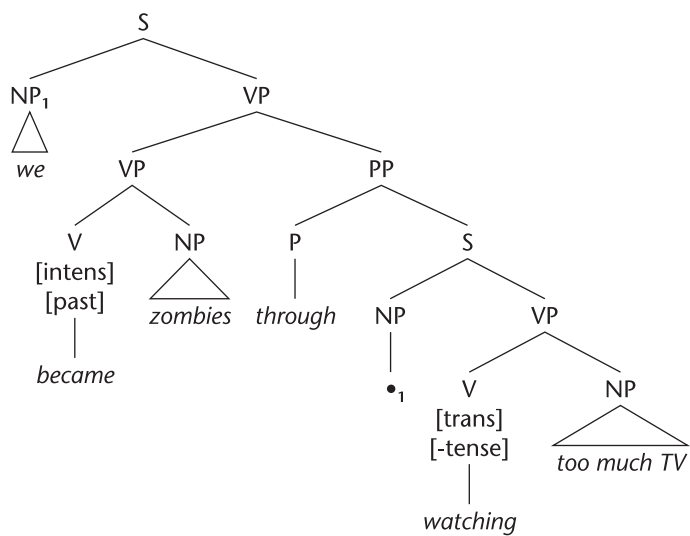 S
NP₁ VP
we VP PP
V NP P S
[intens]
[past]
zombies through NP VP
became •₁ V NP
[trans]
[-tense]
too much TV
watching